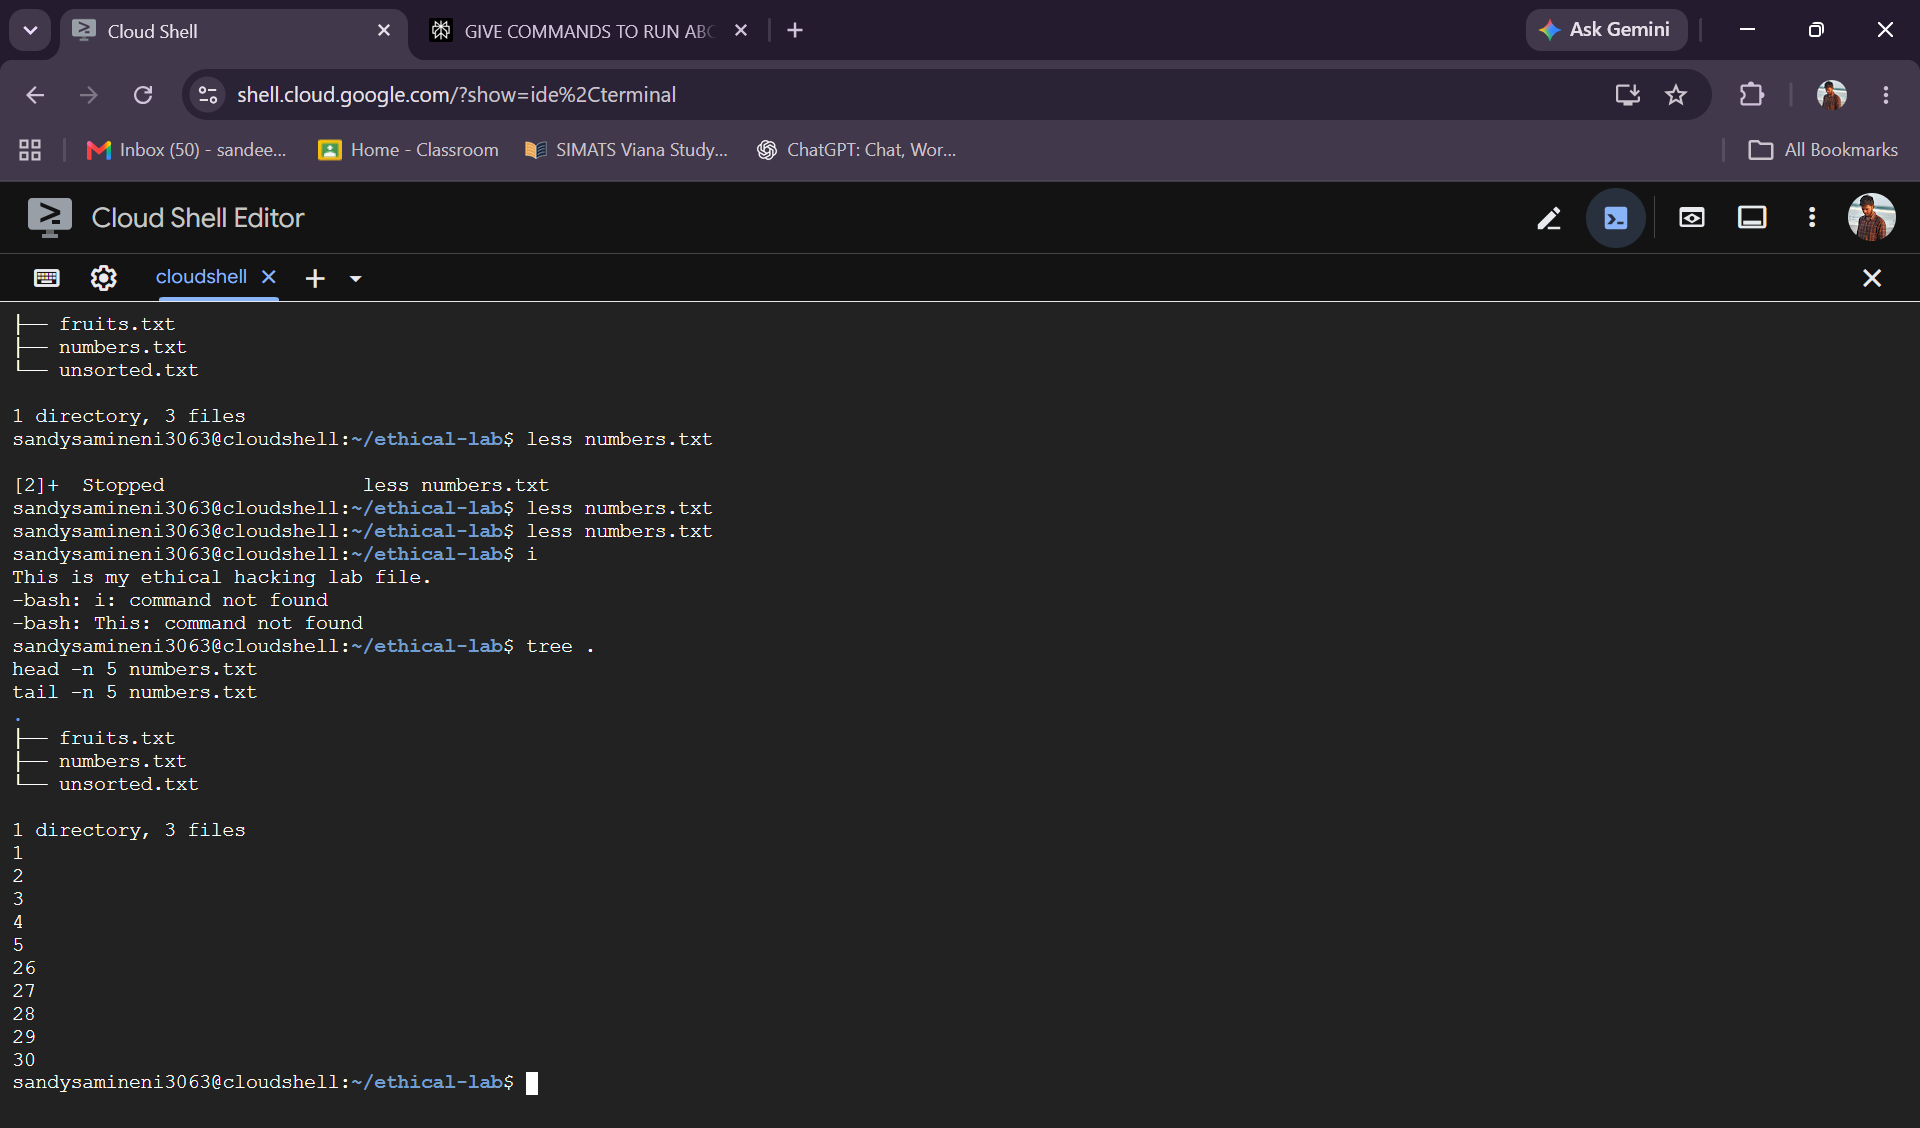 Cloud Shell
GIVE COMMANDS TO RUN ABC
Ask Gemini
shell.cloud.google.com/?show=ide%2Cterminal
Inbox (50) - sandee...
Home - Classroom
SIMATS Viana Study...
ChatGPT: Chat, Wor...
All Bookmarks
Cloud Shell Editor
cloudshell
├── fruits.txt
├── numbers.txt
└── unsorted.txt
1 directory, 3 files
sandysamineni3063@cloudshell:~/ethical-lab$ less numbers.txt
[2]+  Stopped                 less numbers.txt
sandysamineni3063@cloudshell:~/ethical-lab$ less numbers.txt
sandysamineni3063@cloudshell:~/ethical-lab$ less numbers.txt
sandysamineni3063@cloudshell:~/ethical-lab$ i
This is my ethical hacking lab file.
-bash: i: command not found
-bash: This: command not found
sandysamineni3063@cloudshell:~/ethical-lab$ tree .
head -n 5 numbers.txt
tail -n 5 numbers.txt
.
├── fruits.txt
├── numbers.txt
└── unsorted.txt
1 directory, 3 files
1
2
3
4
5
26
27
28
29
30
sandysamineni3063@cloudshell:~/ethical-lab$